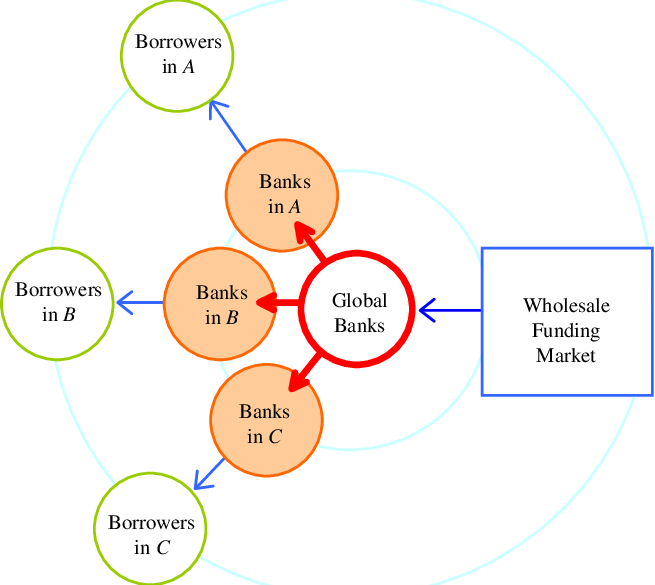 Borrowers
in A
Banks
in A
Borrowers
in B
Banks
in B
Global
Banks
Wholesale
Funding
Market
Banks
in C
Borrowers
in C